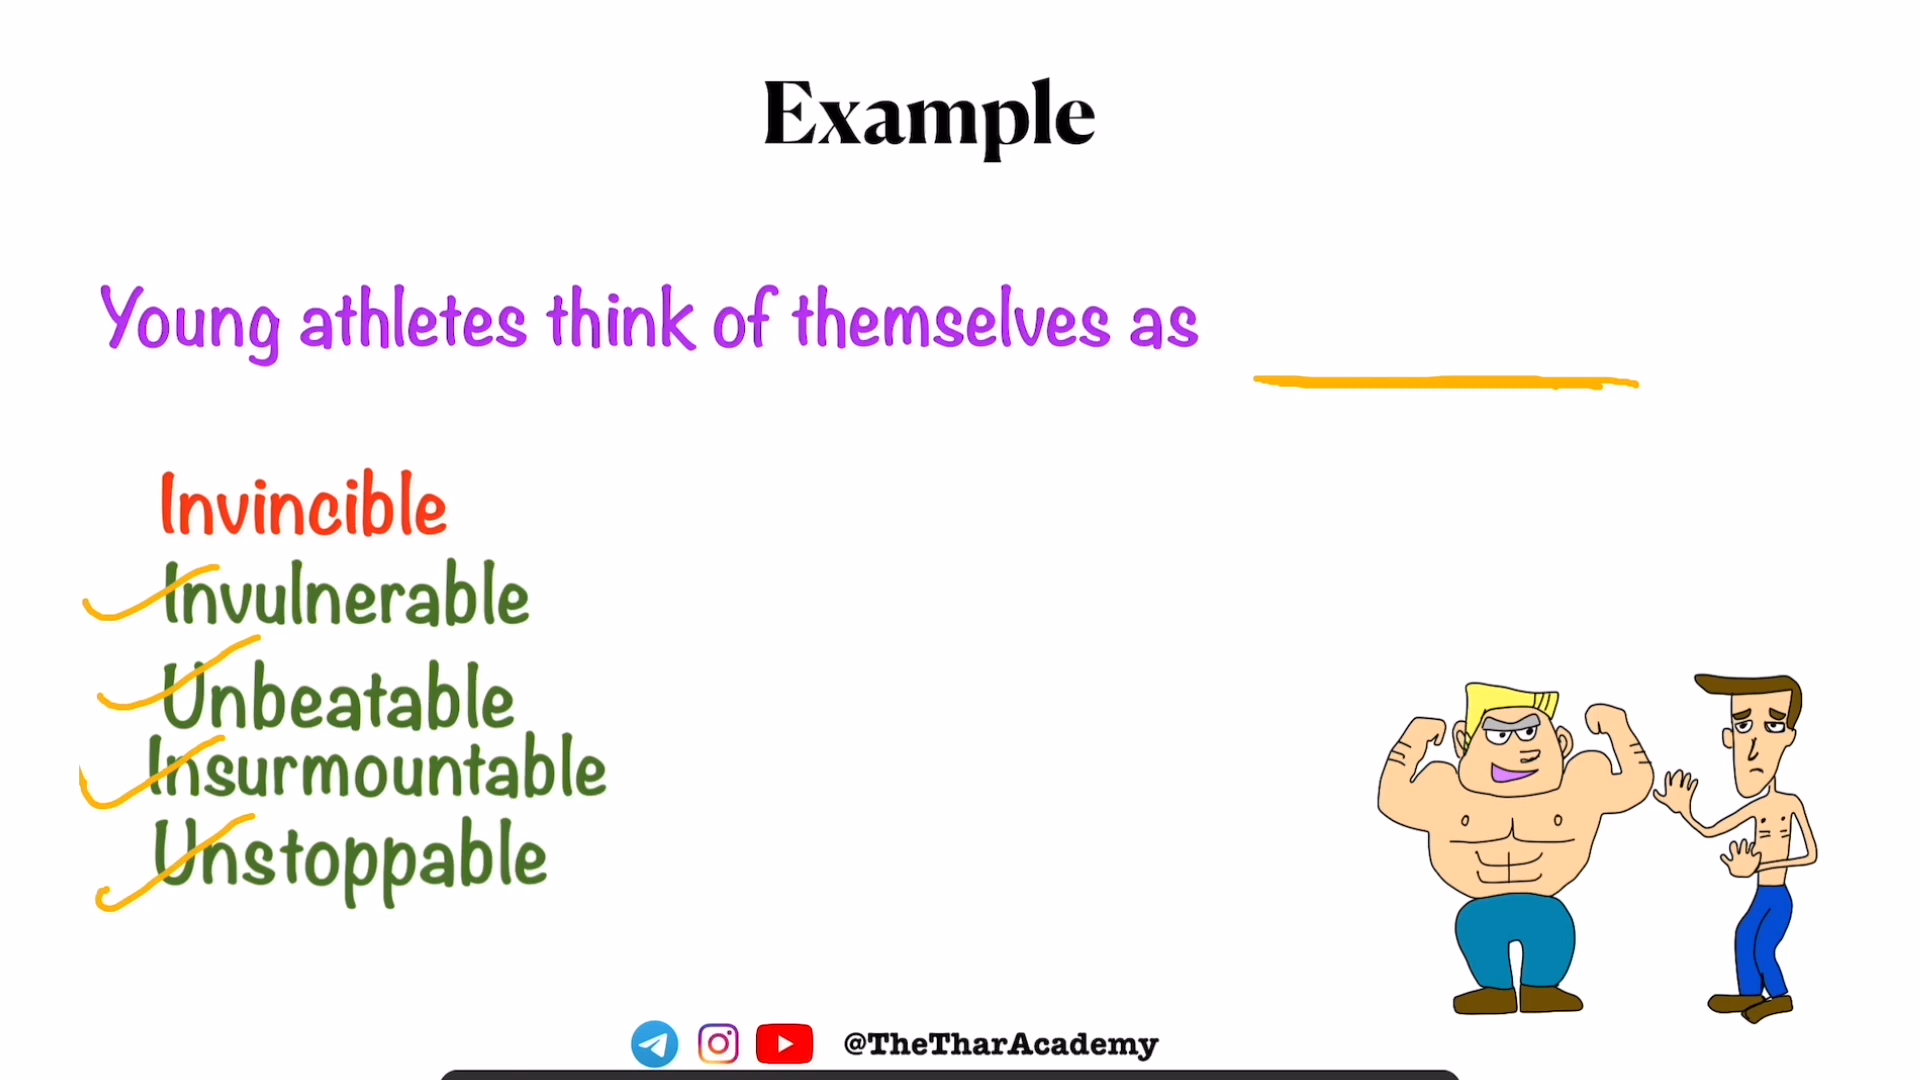 Example
Young athletes think of themselves as
Invincible
Invulnerable
Unbeatable
Insurmountable
Unstoppable
@TheTharAcademy